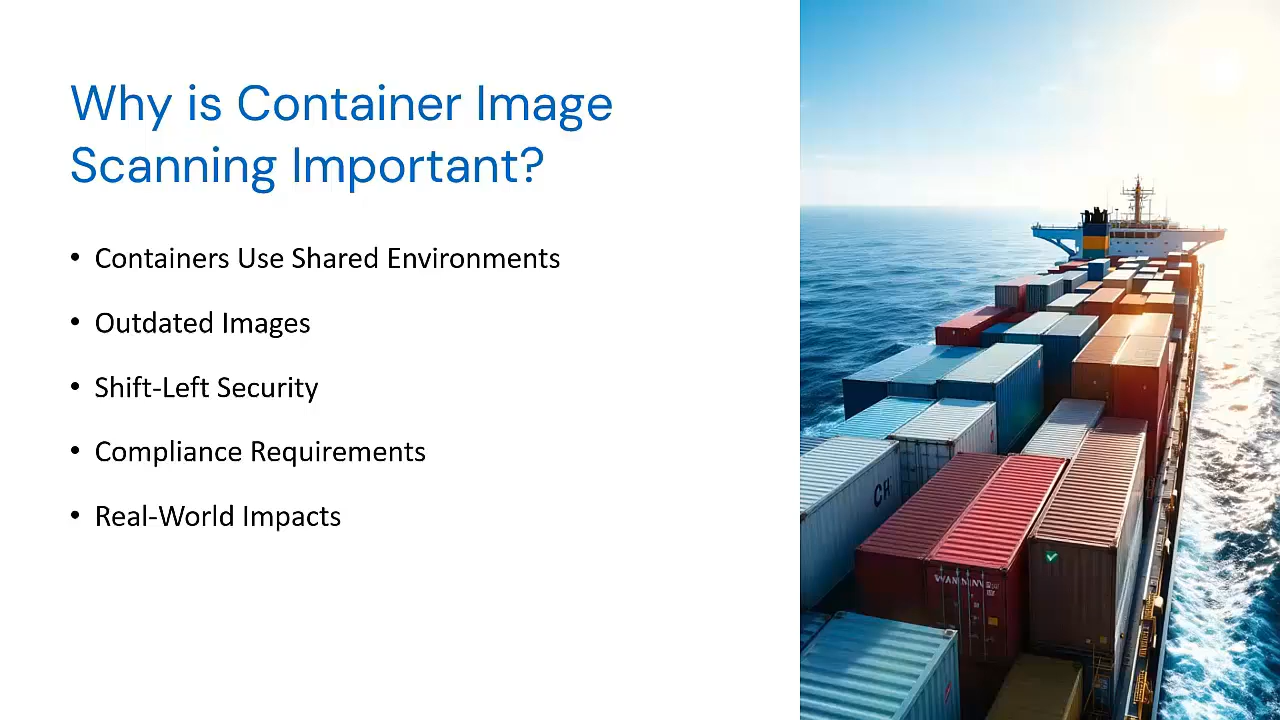 Why is Container Image
Scanning Important?
• Containers Use Shared Environments
• Outdated Images
• Shift-Left Security
• Compliance Requirements
• Real-World Impacts